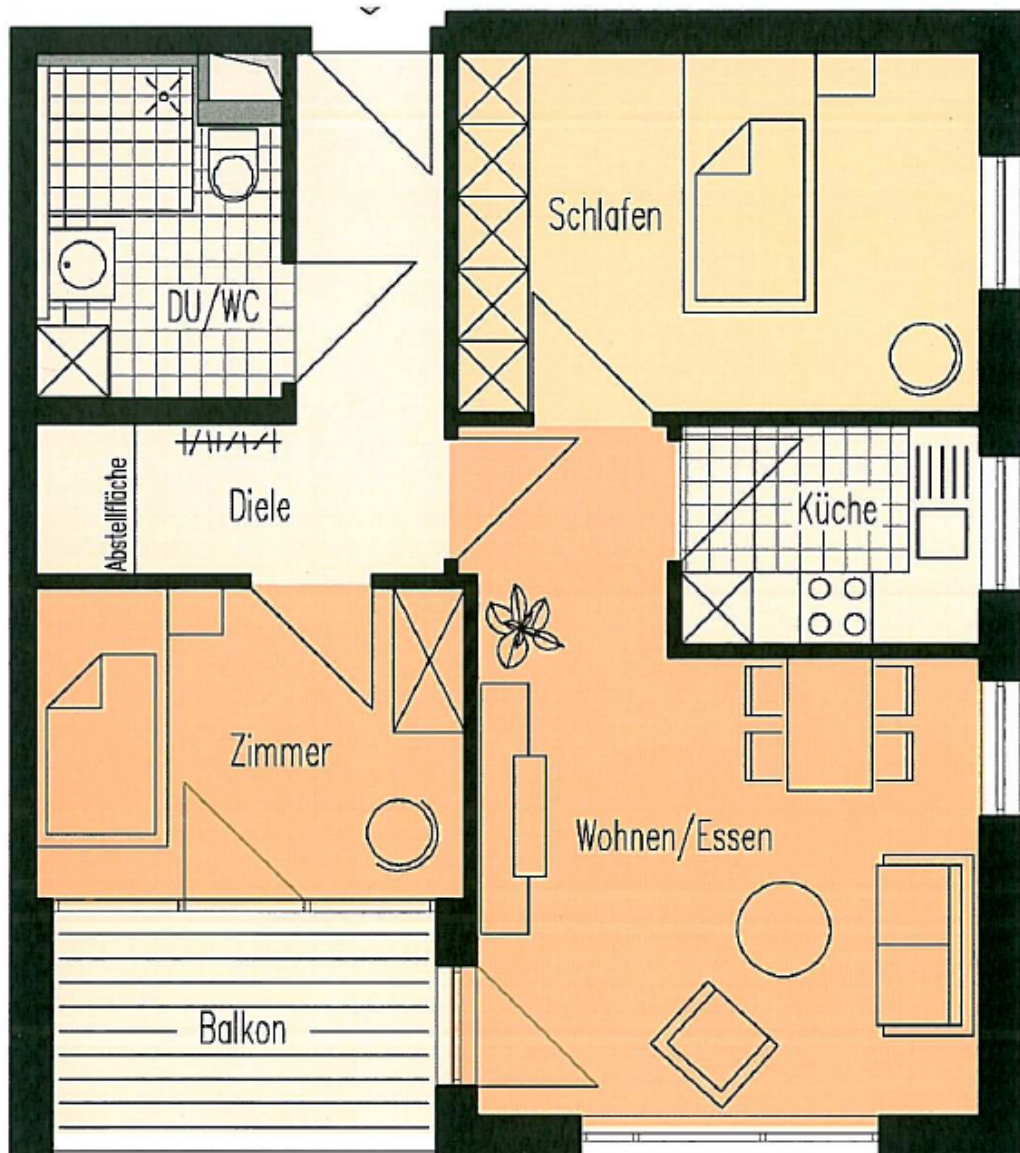 Schlafen
DU/WC
Abstellfläche
Diele
Küche
Zimmer
Wohnen/Essen
Balkon